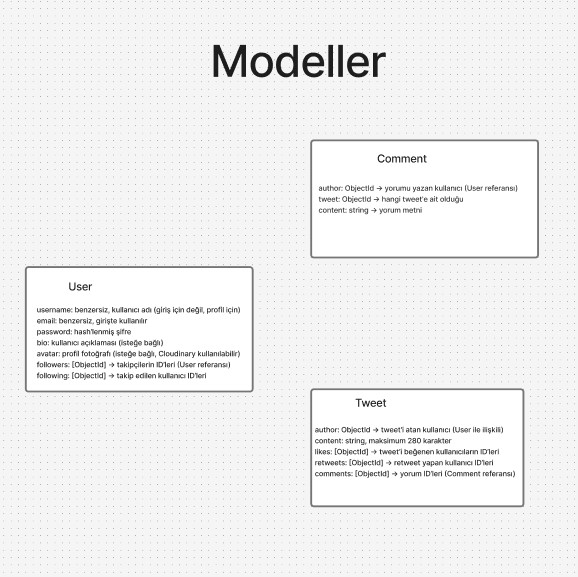 Modeller
Comment
author: ObjectId → yorumu yazan kullanıcı (User referansı)
tweet: ObjectId → hangi tweet'e ait olduğu
content: string → yorum metni
User
username: benzersiz, kullanıcı adı (giriş için değil, profil için)
email: benzersiz, girişte kullanılır
password: hash'lenmiş şifre
bio: kullanıcı açıklaması (isteğe bağlı)
avatar: profil fotoğrafı (isteğe bağlı, Cloudinary kullanılabilir)
followers: [ObjectId] → takipçilerin ID'leri (User referansı)
following: [ObjectId] → takip edilen kullanıcı ID'leri
Tweet
author: ObjectId → tweet'i atan kullanıcı (User ile ilişkili)
content: string, maksimum 280 karakter
likes: [ObjectId] → tweet'i beğenen kullanıcıların ID'leri
retweets: [ObjectId] → retweet yapan kullanıcı ID'leri
comments: [ObjectId] → yorum ID'leri (Comment referansı)